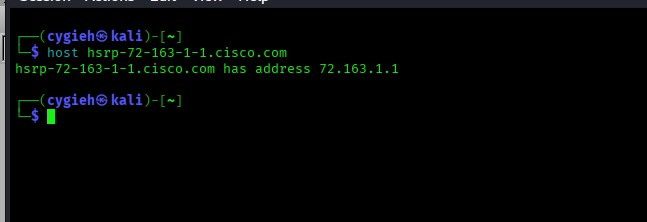 ┌──(cygieh㉿kali)-[~]
└─$ host hsrp-72-163-1-1.cisco.com
hsrp-72-163-1-1.cisco.com has address 72.163.1.1
┌──(cygieh㉿kali)-[~]
└─$